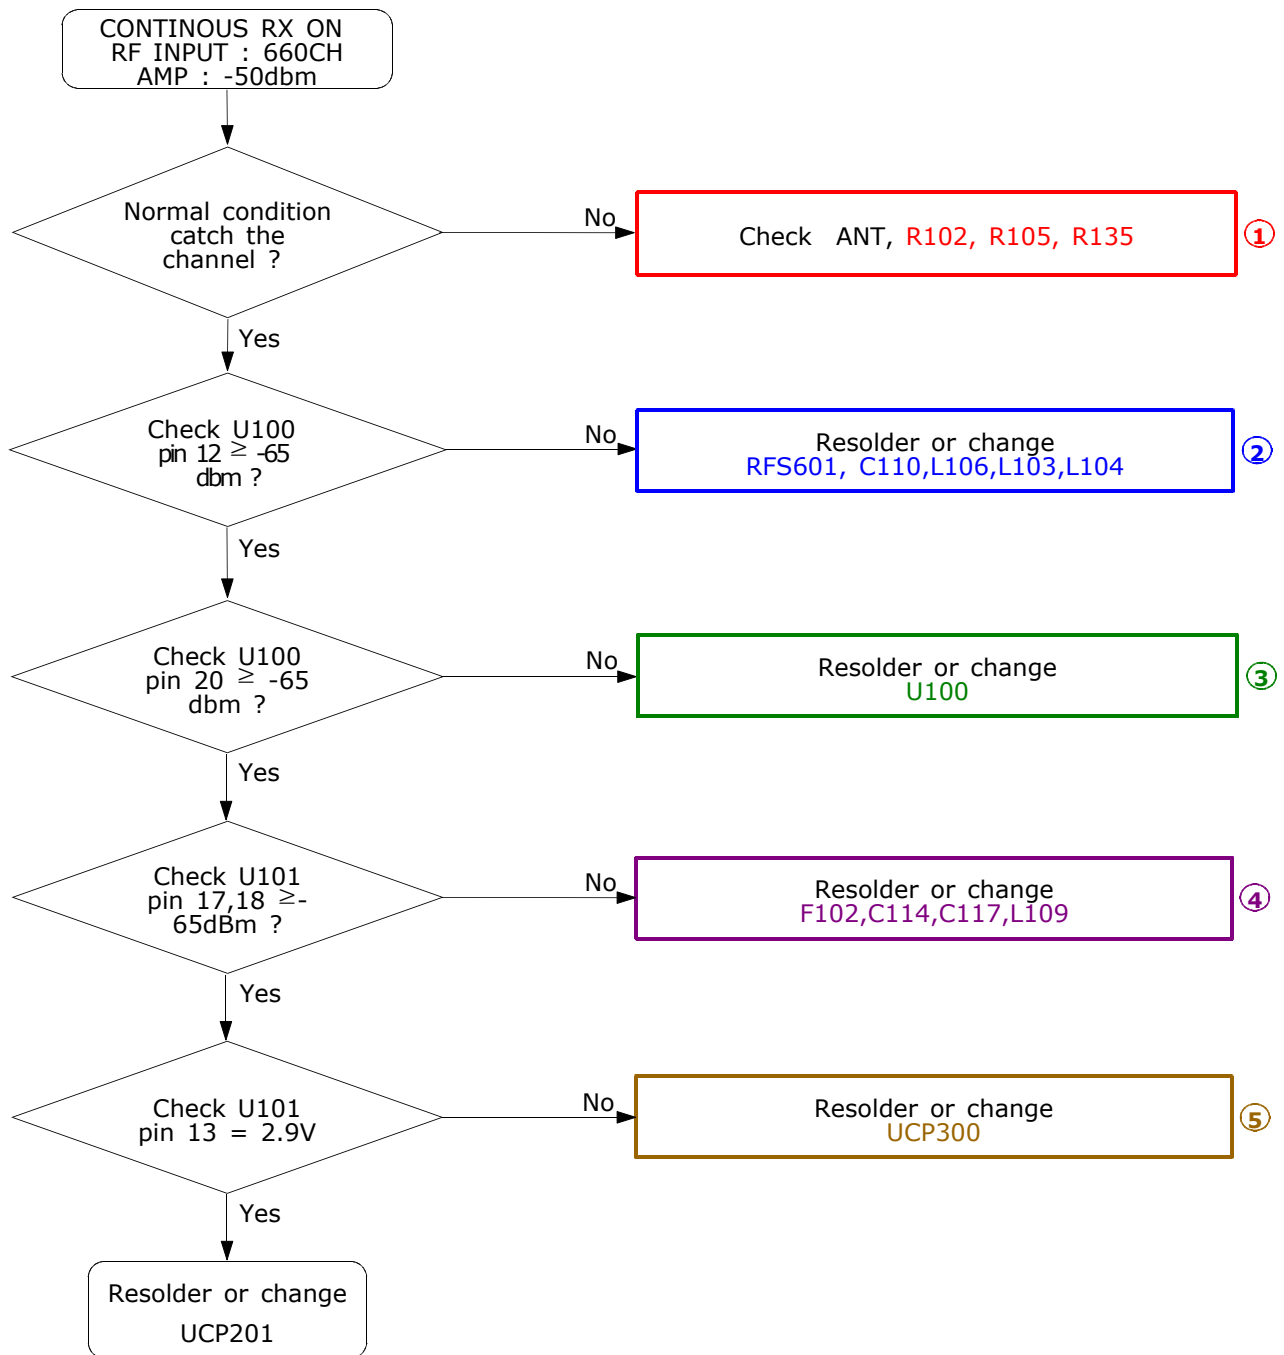 CONTINOUS RX ON
RF INPUT : 660CH
AMP : -50dbm
Normal condition
catch the
channel ?
No
Check ANT, R102, R105, R135
①
Yes
Check U100
pin 12 ≥ -65
dbm ?
No
Resolder or change
RFS601, C110,L106,L103,L104
②
Yes
Check U100
pin 20 ≥ -65
dbm ?
No
Resolder or change
U100
③
Yes
Check U101
pin 17,18 ≥-
65dBm ?
No
Resolder or change
F102,C114,C117,L109
④
Yes
Check U101
pin 13 = 2.9V
No
Resolder or change
UCP300
⑤
Yes
Resolder or change
UCP201